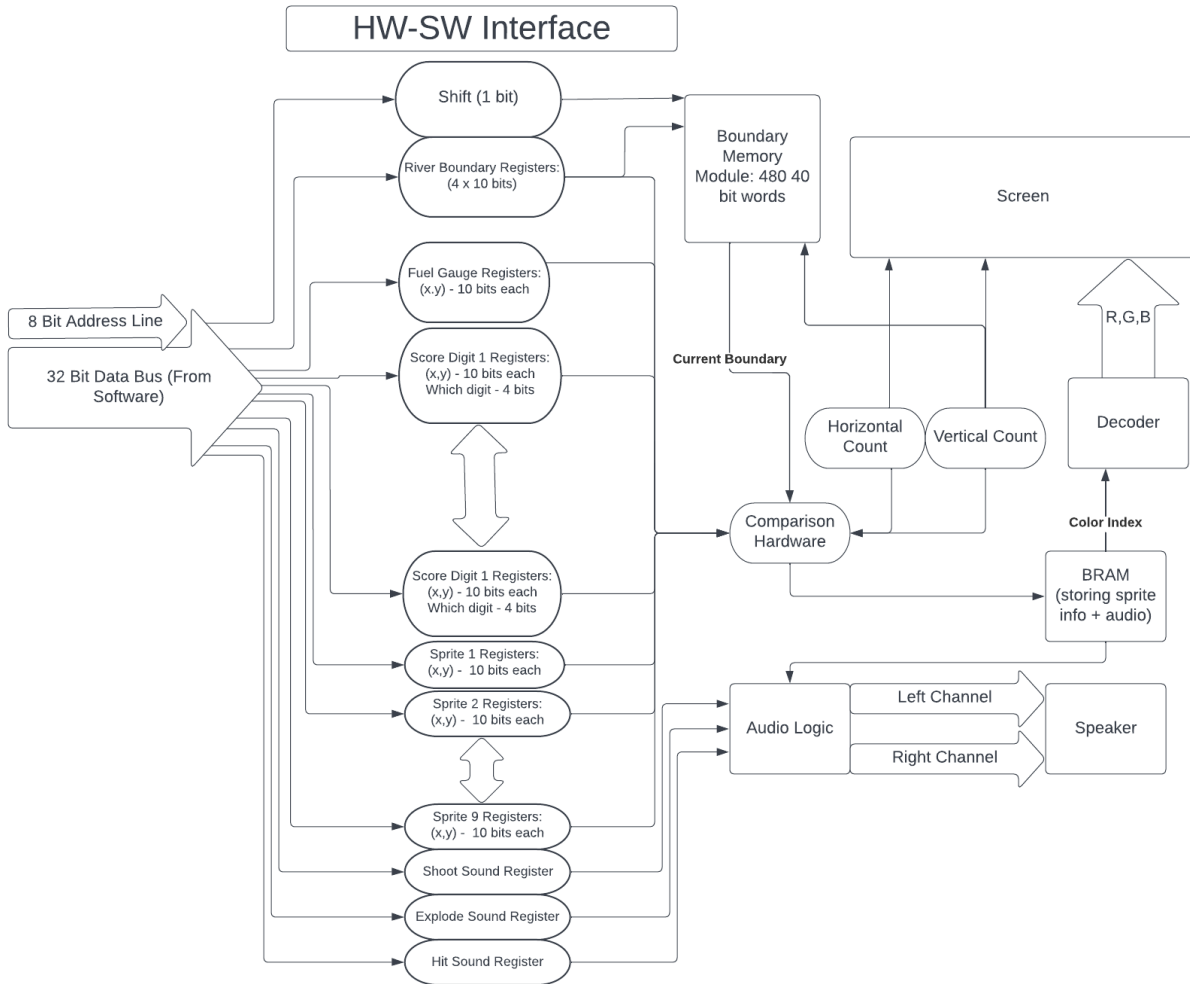 HW-SW Interface
Shift (1 bit)
River Boundary Registers:
(4 x 10 bits)
Fuel Gauge Registers:
(x.y) - 10 bits each
Score Digit 1 Registers:
(x,y) - 10 bits each
Which digit - 4 bits
Score Digit 1 Registers:
(x,y) - 10 bits each
Which digit - 4 bits
Sprite 1 Registers:
(x,y) -  10 bits each
Sprite 2 Registers:
(x,y) -  10 bits each
Sprite 9 Registers:
(x,y) -  10 bits each
Shoot Sound Register
Explode Sound Register
Hit Sound Register
8 Bit Address Line
32 Bit Data Bus (From
Software)
Boundary
Memory
Module: 480 40
bit words
Screen
Current Boundary
Horizontal
Count
Vertical Count
R,G,B
Decoder
Color Index
Comparison
Hardware
BRAM
(storing sprite
info + audio)
Audio Logic
Left Channel
Right Channel
Speaker